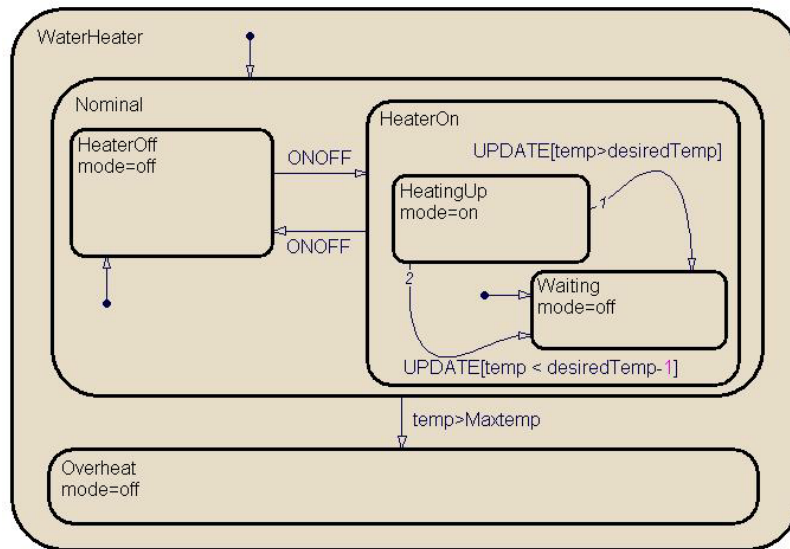 WaterHeater
Nominal
HeaterOff
mode=off
ONOFF
ONOFF
HeaterOn
UPDATE[temp>desiredTemp]
HeatingUp
mode=on
1
2
Waiting
mode=off
UPDATE[temp < desiredTemp-1]
temp>Maxtemp
Overheat
mode=off